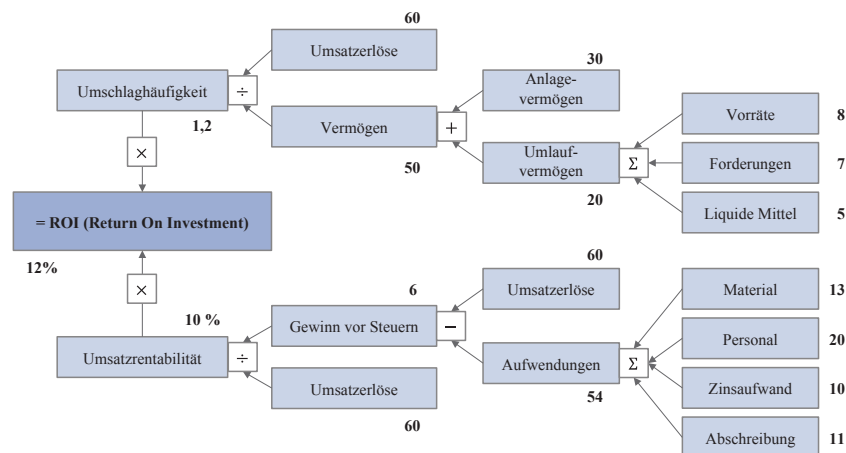 60
Umsatzerlöse
30
Anlage-
vermögen
Umschlaghäufigkeit
÷
1,2
Vermögen
+
50
Umlauf-
vermögen
Σ
20
Vorräte
8
Forderungen
7
Liquide Mittel
5
×
= ROI (Return On Investment)
12%
×
60
Umsatzerlöse
6
Gewinn vor Steuern
−
10 %
Umsatzrentabilität
÷
Aufwendungen
Σ
54
Umsatzerlöse
60
Material
13
Personal
20
Zinsaufwand
10
Abschreibung
11